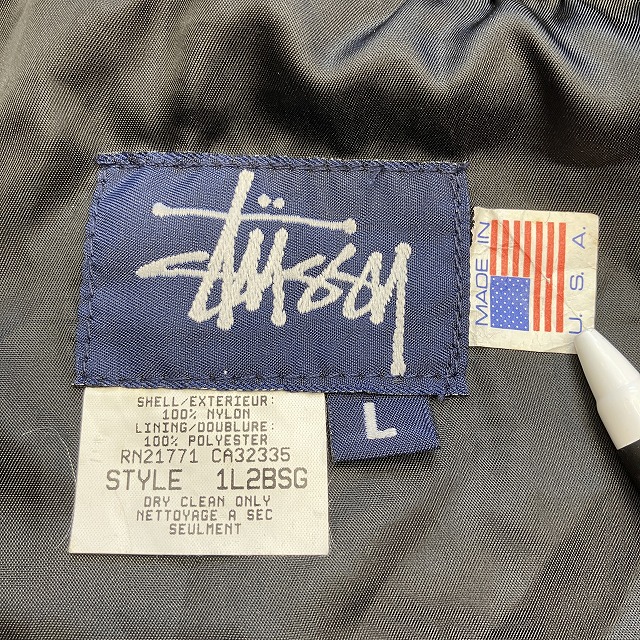 Stüssy
MADE IN
U. S. A.
L
SHELL/EXTERIEUR:
100% NYLON
LINING/DOUBLURE:
100% POLYESTER
RN21771 CA32335
STYLE 1L2BSG
DRY CLEAN ONLY
NETTOYAGE A SEC
SEULMENT